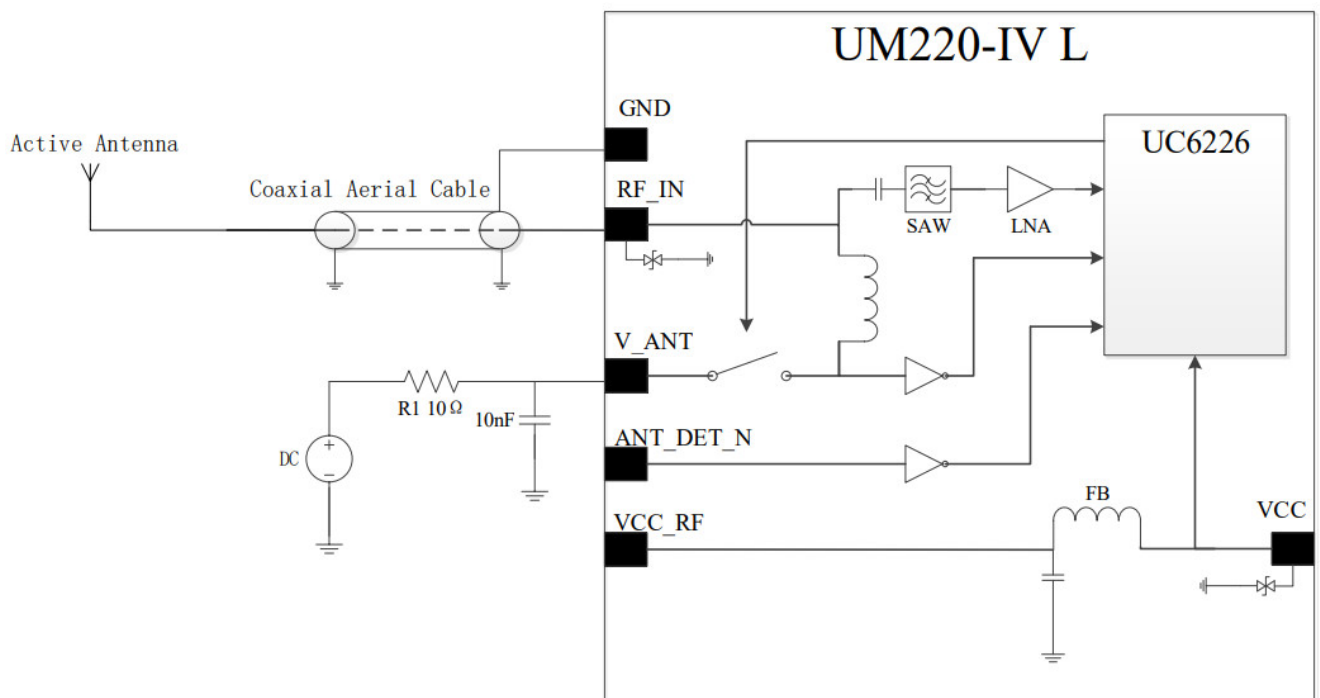 UM220-IV L
GND
UC6226
Active Antenna
Coaxial Aerial Cable
RF_IN
SAW
LNA
V_ANT
R1 10Ω
10nF
ANT_DET_N
DC
+
-
FB
VCC
VCC_RF